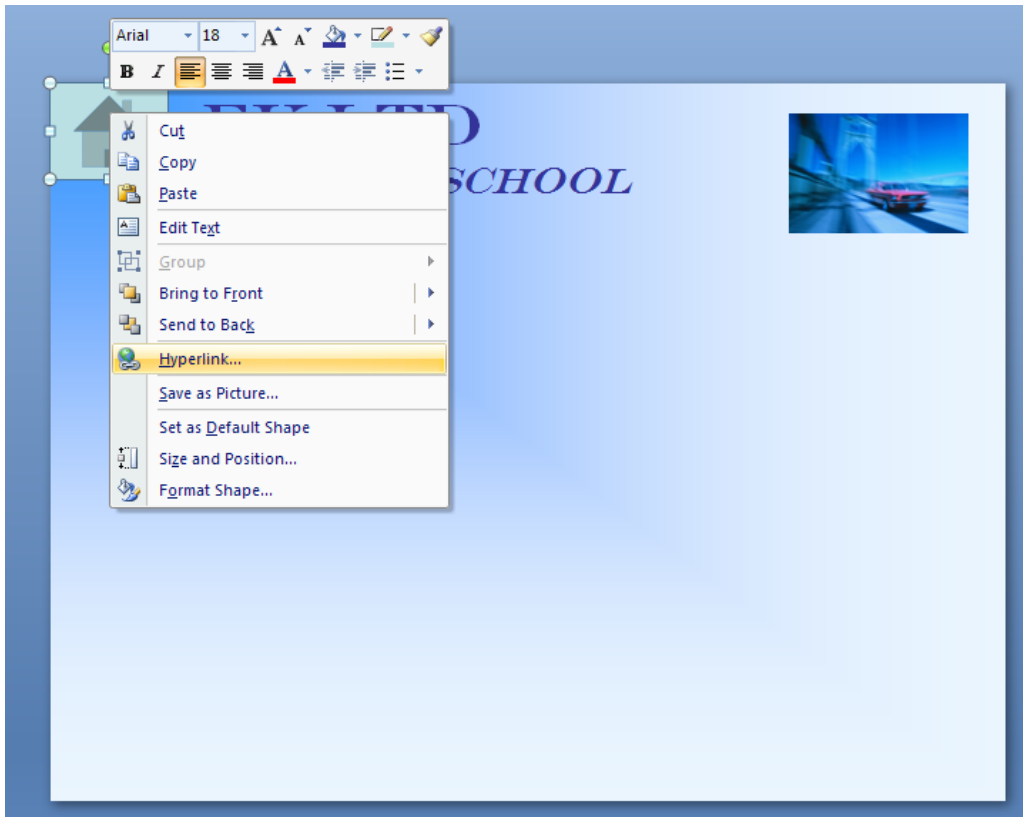 Arial 18
B I A
LTD
SCHOOL
Cut
Copy
Paste
Edit Text
Group
Bring to Front
Send to Back
Hyperlink...
Save as Picture...
Set as Default Shape
Size and Position...
Format Shape...